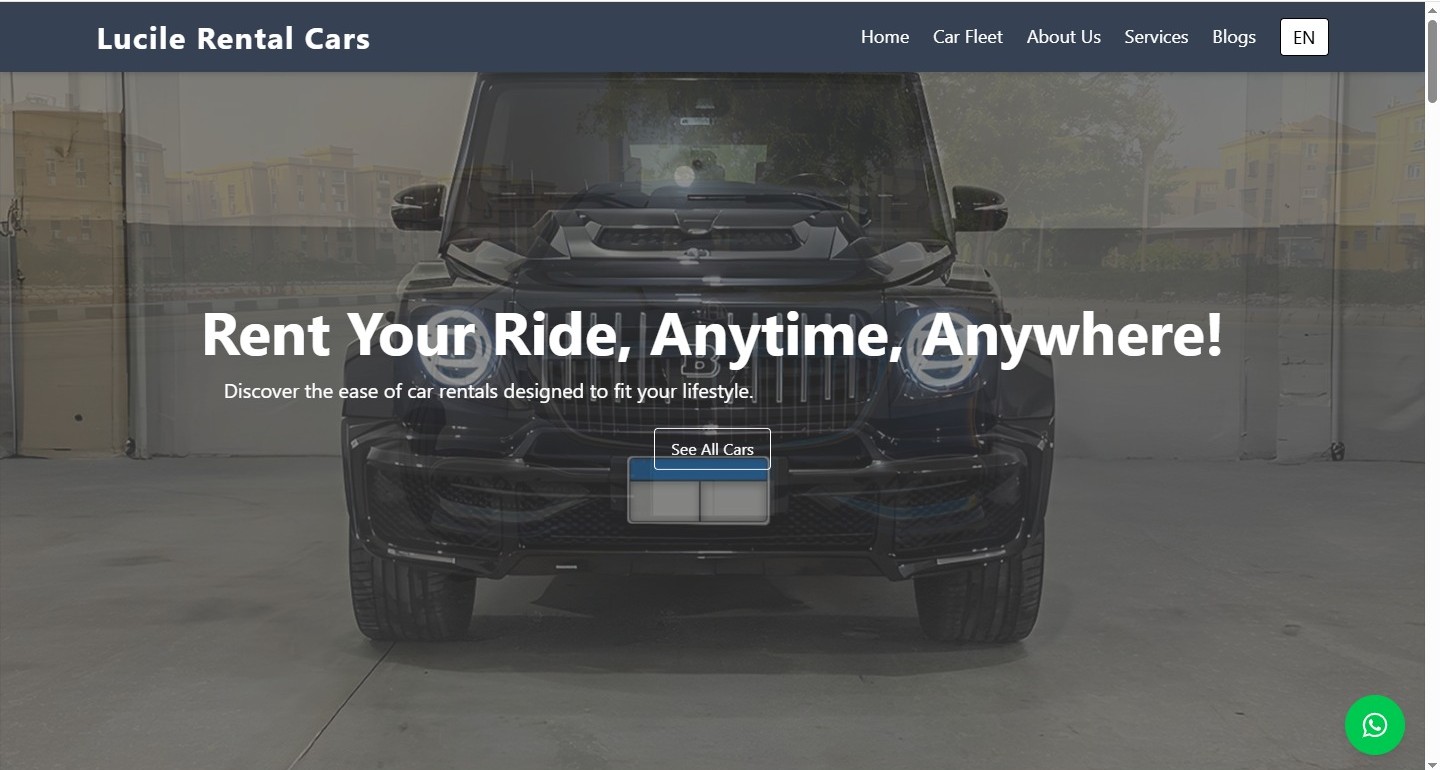 Lucile Rental Cars
Home Car Fleet About Us Services Blogs EN
Rent Your Ride, Anytime, Anywhere!
B
Discover the ease of car rentals designed to fit your lifestyle.
See All Cars